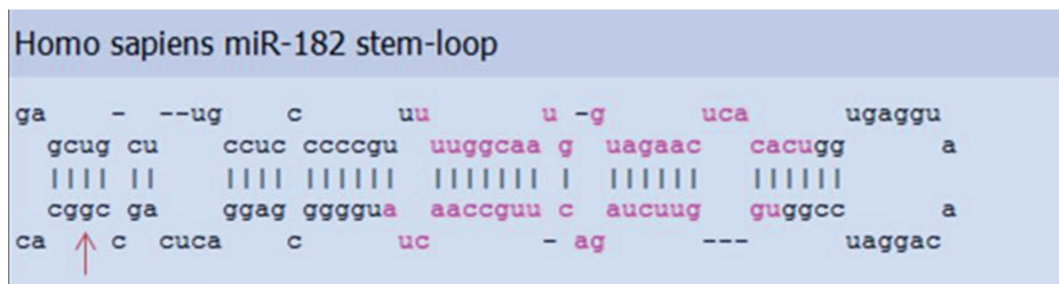 Homo sapiens miR-182 stem-loop
ga    -  --ug    c      uu       u -g      uca      ugaggu
  gcug cu    ccuc ccccgu  uuggcaa g  uagaac   cacugg      a
  |||| ||    |||| ||||||  ||||||| |  ||||||   ||||||
  cggc ga    ggag ggggua  aaccguu c  aucuug   guggcc      a
ca    c  cuca    c      uc       - ag      ---      uaggac